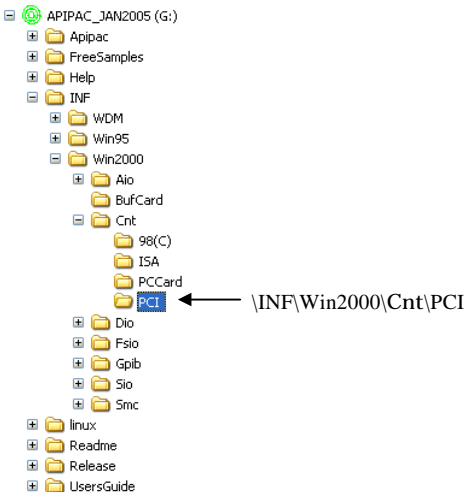 APIPAC_JAN2005 (G:)
Apipac
FreeSamples
Help
INF
WDM
Win95
Win2000
Aio
BufCard
Cnt
98(C)
ISA
PCCard
PCI
\INF\Win2000\Cnt\PCI
Dio
Fsio
Gpib
Sio
Smc
linux
Readme
Release
UsersGuide